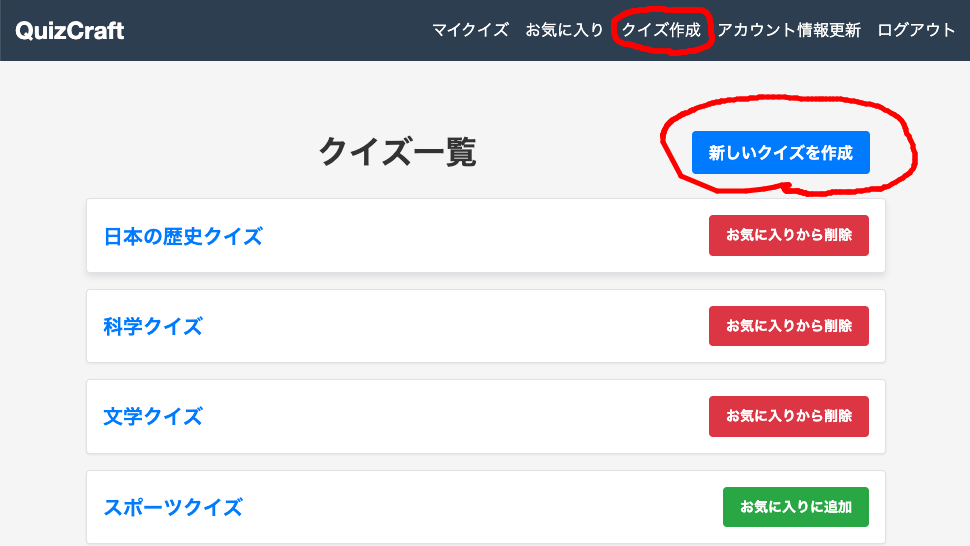 QuizCraft マイクイズ お気に入り クイズ作成 アカウント情報更新 ログアウト
クイズ一覧 新しいクイズを作成
日本の歴史クイズ お気に入りから削除
科学クイズ お気に入りから削除
文学クイズ お気に入りから削除
スポーツクイズ お気に入りに追加